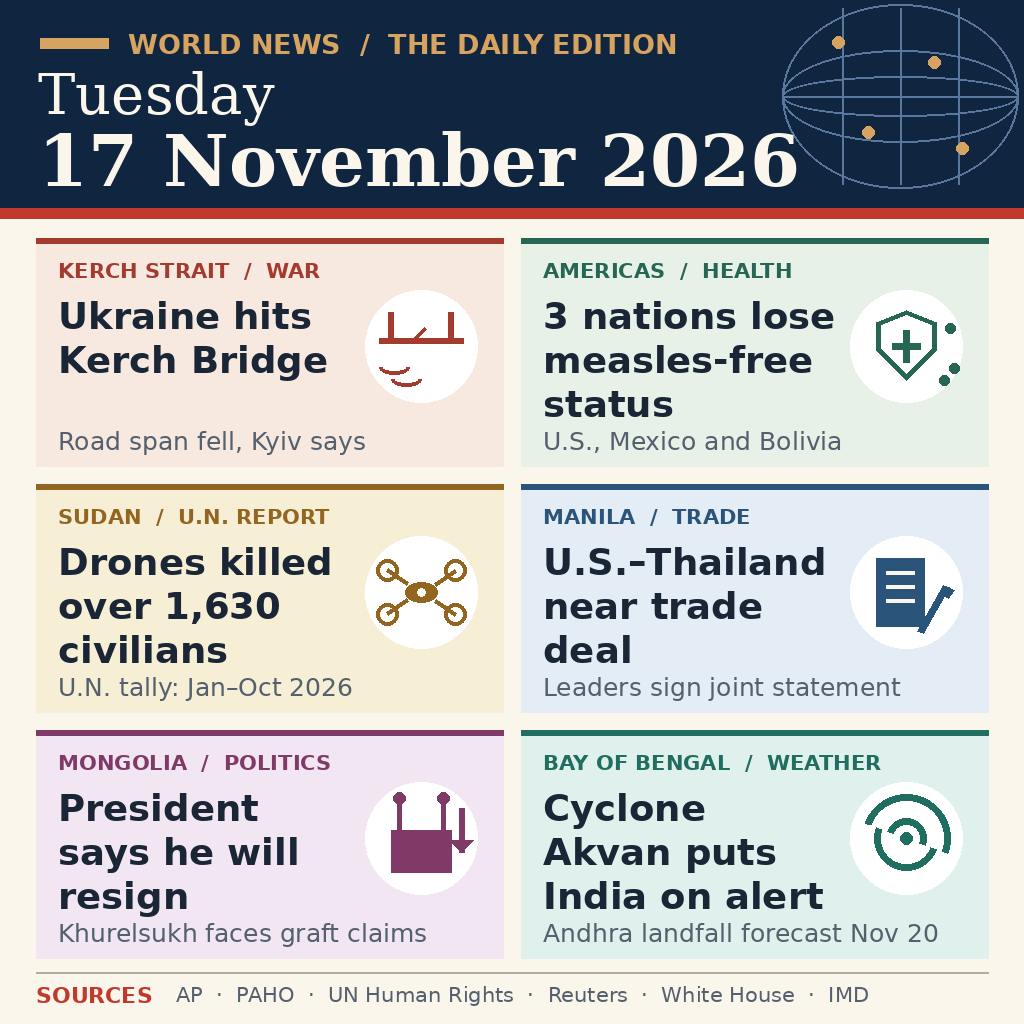 WORLD NEWS / THE DAILY EDITION
Tuesday
17 November 2026
KERCH STRAIT / WAR
Ukraine hits
Kerch Bridge
Road span fell, Kyiv says
AMERICAS / HEALTH
3 nations lose
measles-free
status
U.S., Mexico and Bolivia
SUDAN / U.N. REPORT
Drones killed
over 1,630
civilians
U.N. tally: Jan–Oct 2026
MANILA / TRADE
U.S.–Thailand
near trade
deal
Leaders sign joint statement
MONGOLIA / POLITICS
President
says he will
resign
Khurelsukh faces graft claims
BAY OF BENGAL / WEATHER
Cyclone
Akvan puts
India on alert
Andhra landfall forecast Nov 20
SOURCES AP · PAHO · UN Human Rights · Reuters · White House · IMD